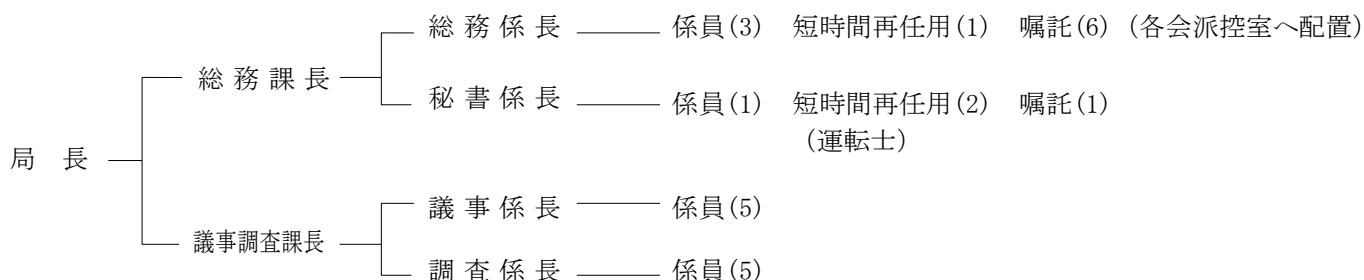 総務係長 係員(3) 短時間再任用(1) 嘱託(6) (各会派控室へ配置)
総務課長
秘書係長 係員(1) 短時間再任用(2) 嘱託(1)
(運転士)
局 長
議事係長 係員(5)
議事調査課長
調査係長 係員(5)